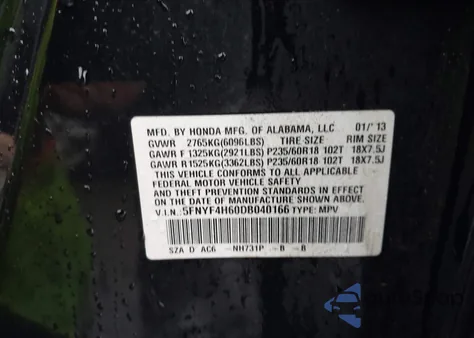 MFD. BY HONDA MFG. OF ALABAMA, LLC 01/'13
GVWR 2765KG(6096LBS) TIRE SIZE RIM SIZE
GAWR F 1325KG(2921LBS) P235/60R18 102T 18X7.5J
GAWR R 1525KG(3362LBS) P235/60R18 102T 18X7.5J
THIS VEHICLE CONFORMS TO ALL APPLICABLE
FEDERAL MOTOR VEHICLE SAFETY
AND THEFT PREVENTION STANDARDS IN EFFECT
ON THE DATE OF MANUFACTURE SHOWN ABOVE.
V.I.N.: 5FNYF4H60DB040166 TYPE: MPV
SZA D AC6 NH731P B B